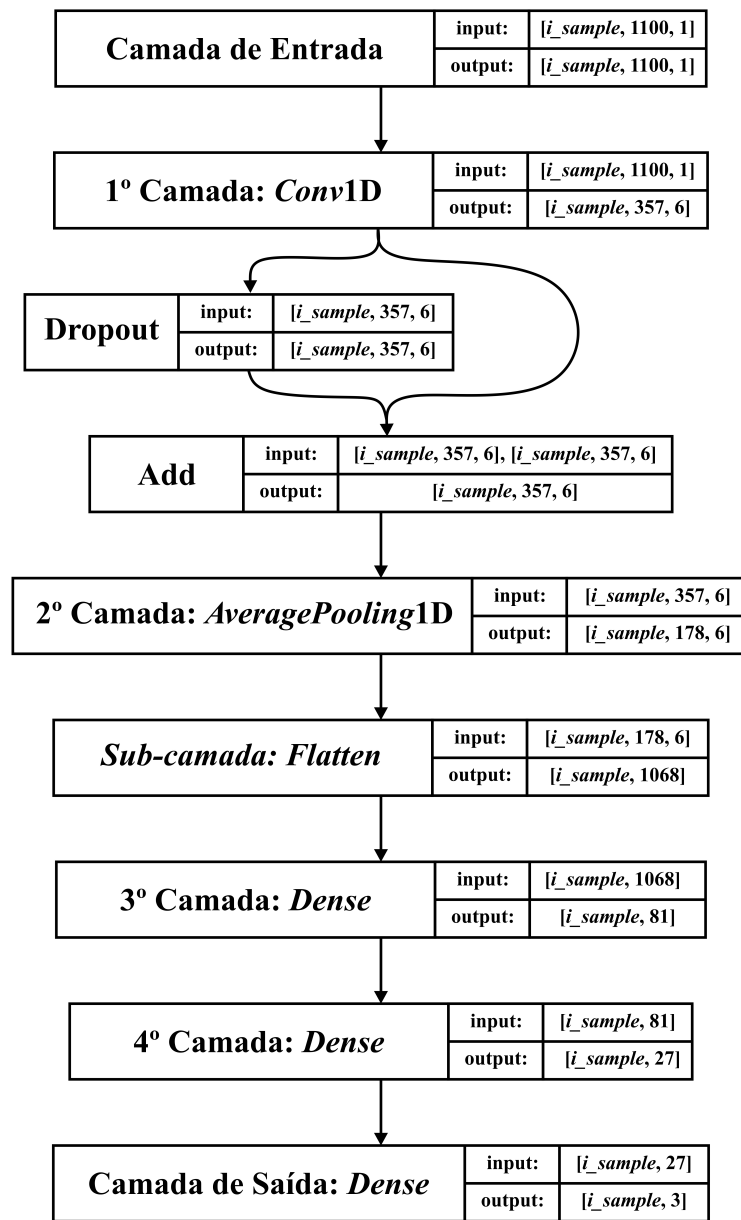 Camada de Entrada
input: [i_sample, 1100, 1]
output: [i_sample, 1100, 1]
1º Camada: Conv1D
input: [i_sample, 1100, 1]
output: [i_sample, 357, 6]
Dropout
input: [i_sample, 357, 6]
output: [i_sample, 357, 6]
Add
input: [i_sample, 357, 6], [i_sample, 357, 6]
output: [i_sample, 357, 6]
2º Camada: AveragePooling1D
input: [i_sample, 357, 6]
output: [i_sample, 178, 6]
Sub-camada: Flatten
input: [i_sample, 178, 6]
output: [i_sample, 1068]
3º Camada: Dense
input: [i_sample, 1068]
output: [i_sample, 81]
4º Camada: Dense
input: [i_sample, 81]
output: [i_sample, 27]
Camada de Saída: Dense
input: [i_sample, 27]
output: [i_sample, 3]